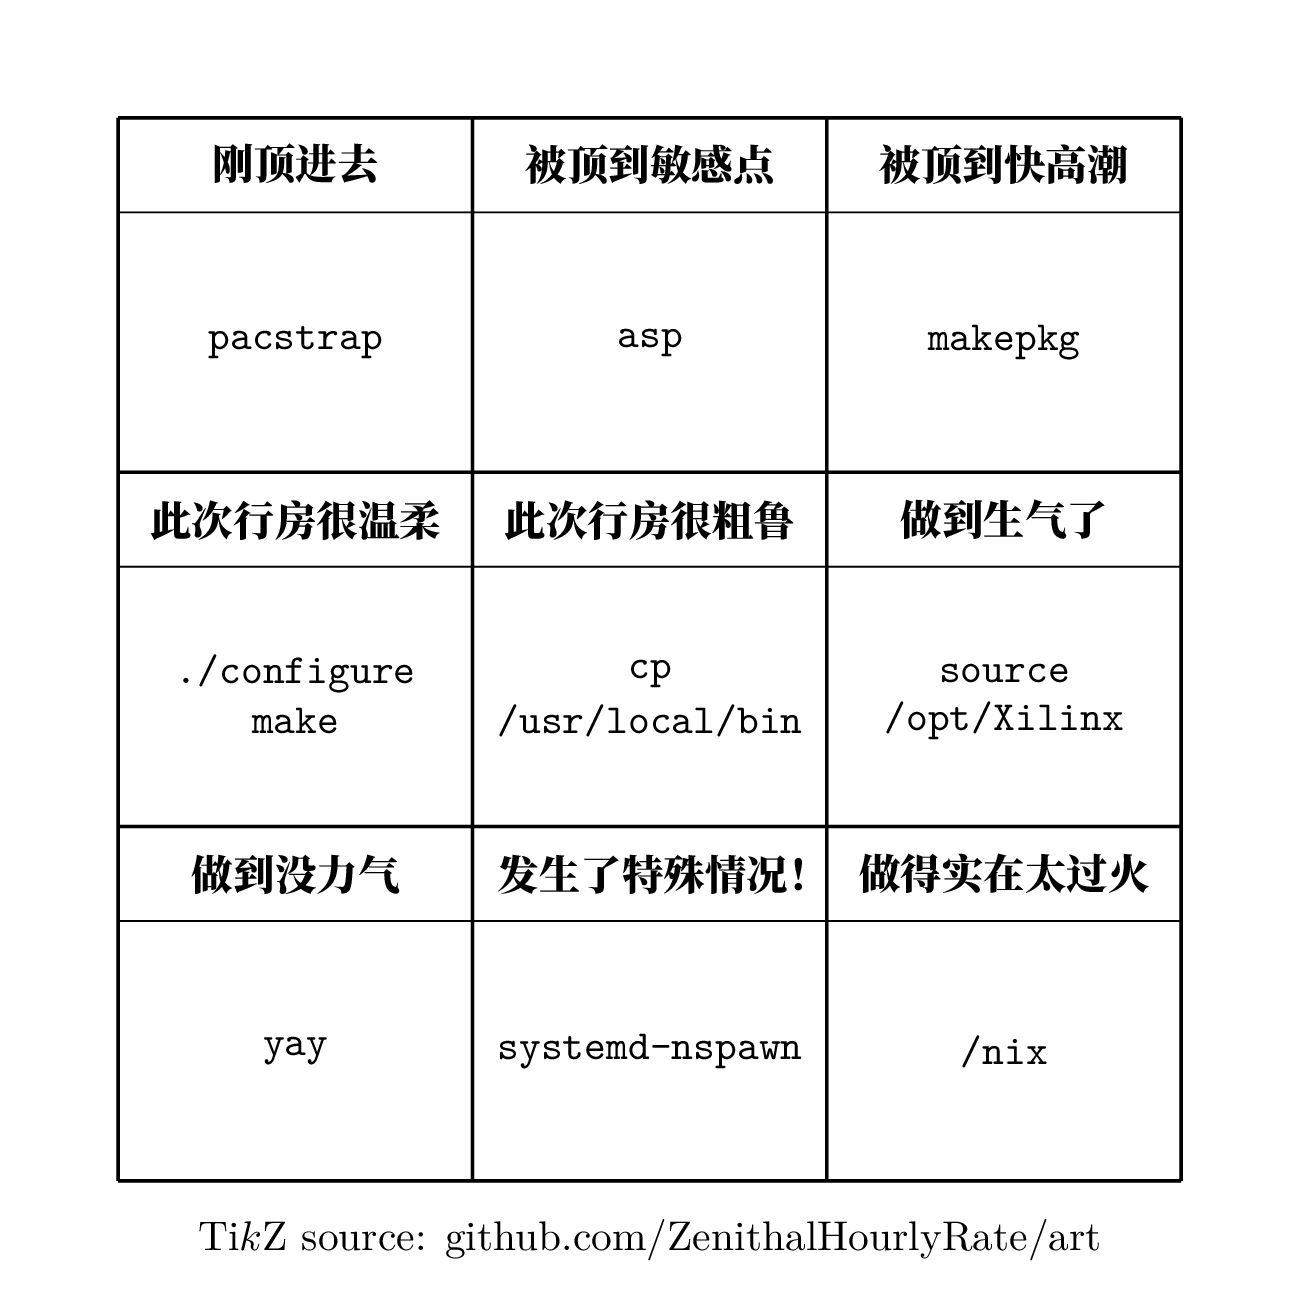 刚顶进去
被顶到敏感点
被顶到快高潮
pacstrap
asp
makepkg
此次行房很温柔
此次行房很粗鲁
做到生气了
./configure
make
cp
/usr/local/bin
source
/opt/Xilinx
做到没力气
发生了特殊情况!
做得实在太过火
yay
systemd-nspawn
/nix
TikZ source: github.com/ZenithalHourlyRate/art